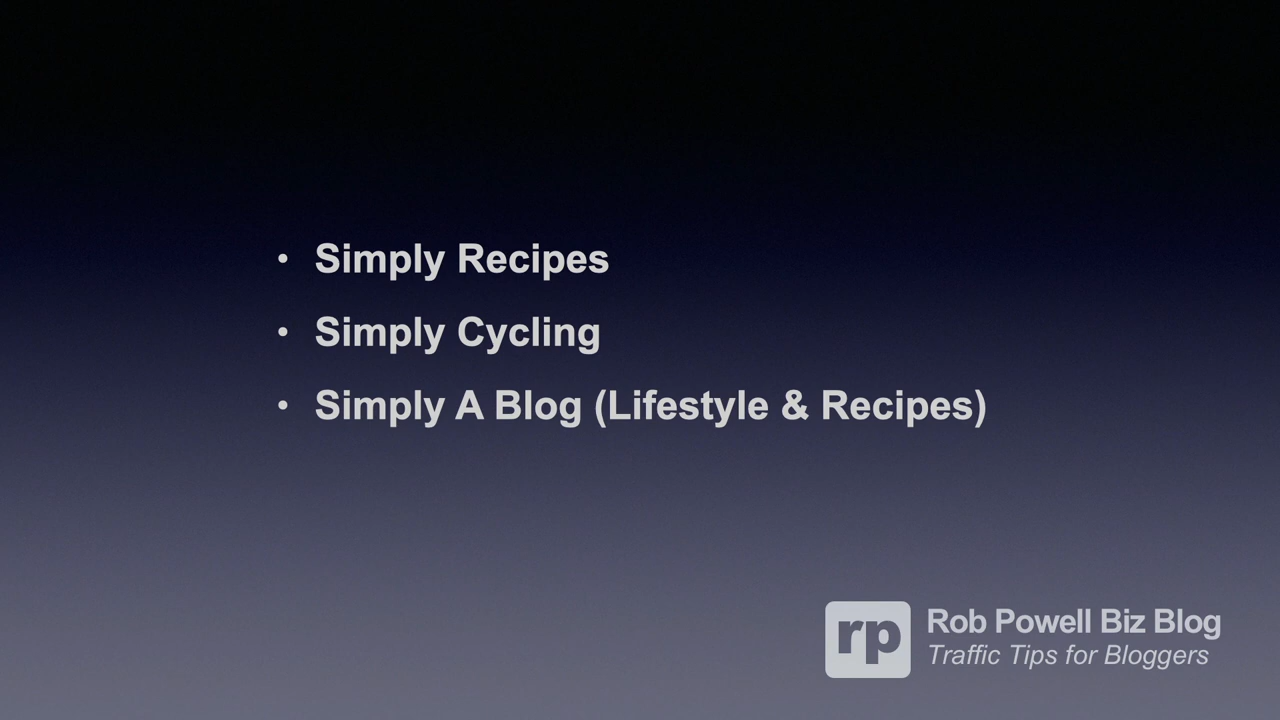 • Simply Recipes
• Simply Cycling
• Simply A Blog (Lifestyle & Recipes)
rp
Rob Powell Biz Blog
Traffic Tips for Bloggers